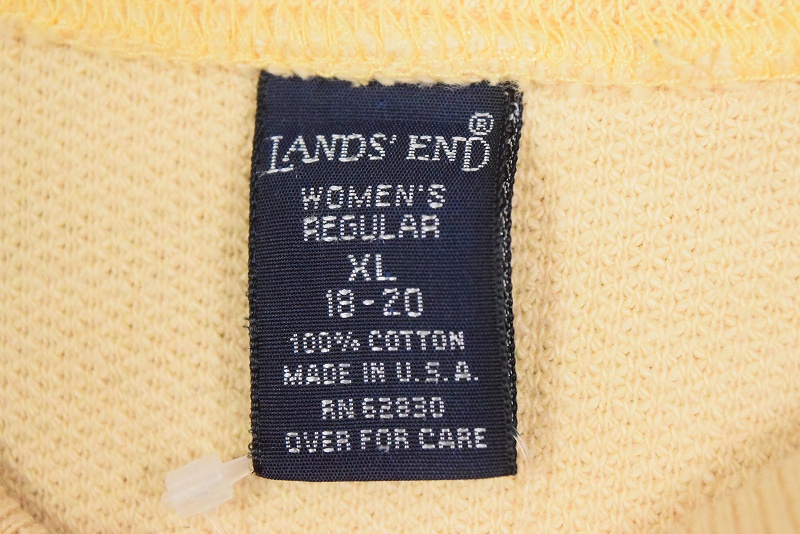 LANDS' END®
WOMEN'S
REGULAR
XL
18-20
100% COTTON
MADE IN U.S.A.
RN 62830
OVER FOR CARE